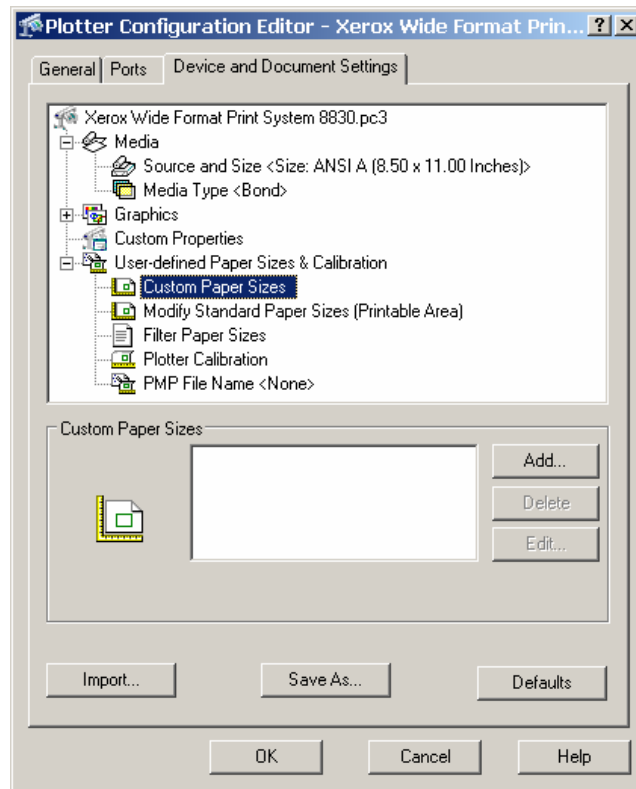 Plotter Configuration Editor - Xerox Wide Format Prin... ? X
General Ports Device and Document Settings
Xerox Wide Format Print System 8830.pc3
Media
Source and Size <Size: ANSI A (8.50 x 11.00 Inches)>
Media Type <Bond>
Graphics
Custom Properties
User-defined Paper Sizes & Calibration
Custom Paper Sizes
Modify Standard Paper Sizes (Printable Area)
Filter Paper Sizes
Plotter Calibration
PMP File Name <None>
Custom Paper Sizes
Add...
Delete
Edit...
Import... Save As... Defaults
OK Cancel Help